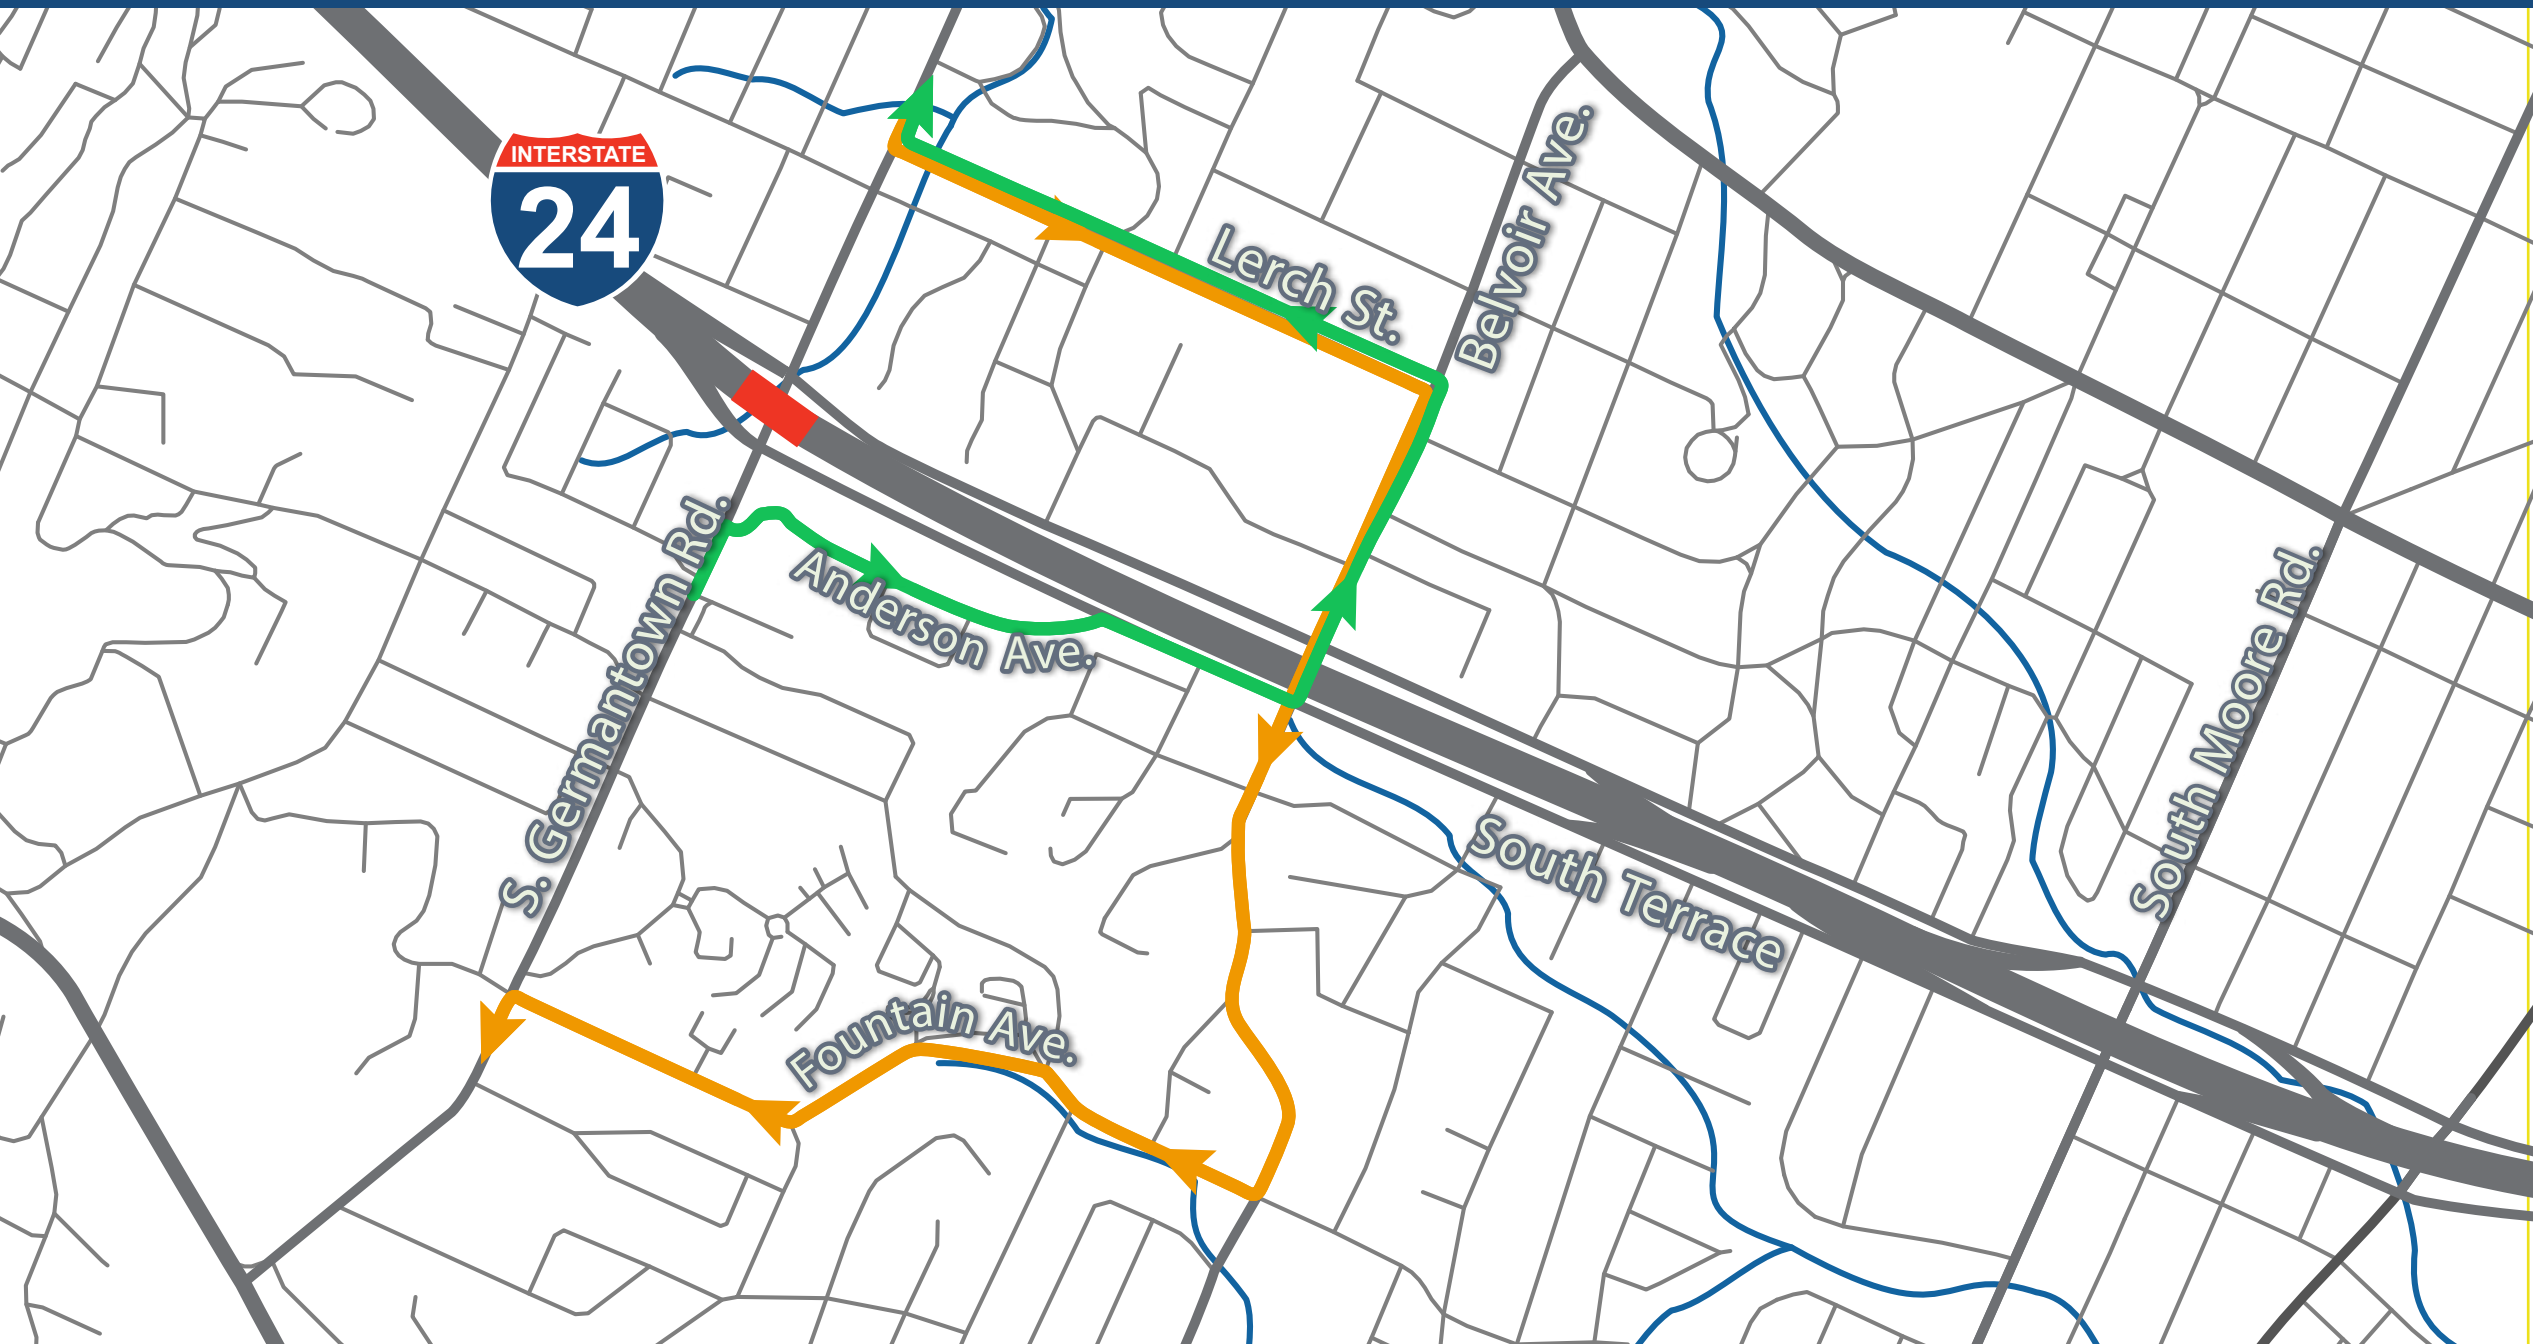 INTERSTATE
24
Belvoir Ave.
Lerch St.
Anderson Ave.
S. Germantown Rd.
South Moore Rd.
South Terrace
Fountain Ave.